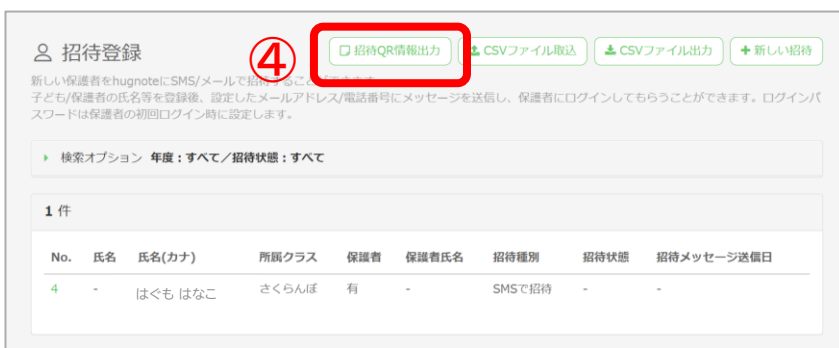 招待登録
④
招待QR情報出力
CSVファイル取込
CSVファイル出力
+ 新しい招待
新しい保護者をhugnoteにSMS/メールで招待することができます。
子ども/保護者の氏名等を登録後、設定したメールアドレス/電話番号にメッセージを送信し、保護者にログインしてもらうことができます。ログインパ
スワードは保護者の初回ログイン時に設定します。
検索オプション 年度：すべて／招待状態：すべて
1 件
No. 氏名 氏名(カナ) 所属クラス 保護者 保護者氏名 招待種別 招待状態 招待メッセージ送信日
4 - はぐも はなこ さくらんぼ 有 - SMSで招待 - -